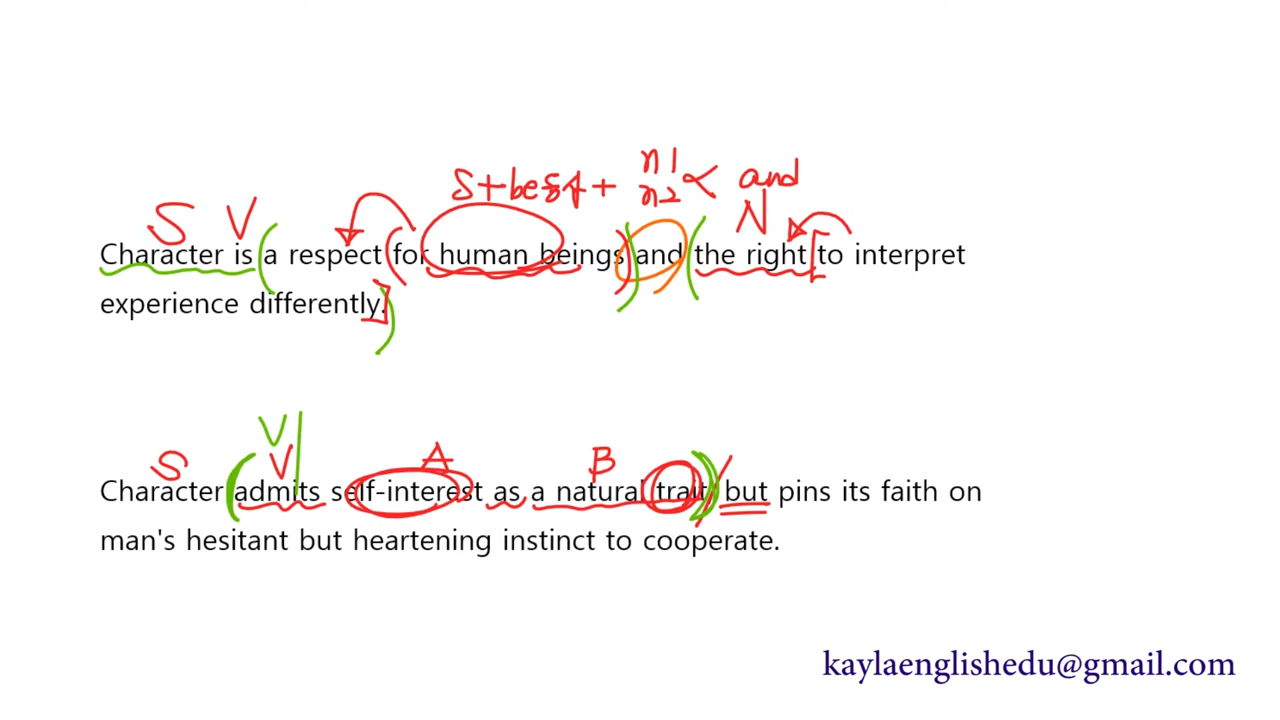 n1
S+be동사+ n2< and
S V N
Character is a respect for human beings and the right to interpret
experience differently.
V
S V A B
Character admits self-interest as a natural trait, but pins its faith on
man's hesitant but heartening instinct to cooperate.
kaylaenglishedu@gmail.com